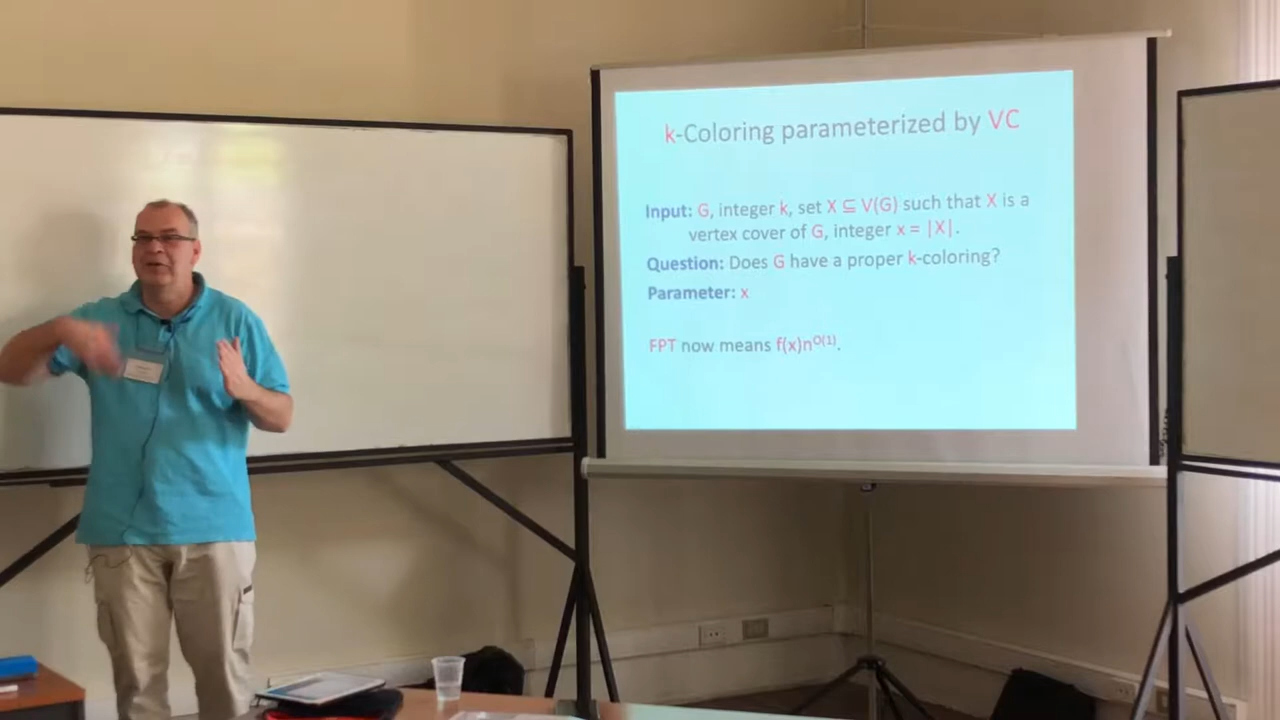 k-Coloring parameterized by VC
Input: G, integer k, set X ⊆ V(G) such that X is a
vertex cover of G, integer x = |X|.
Question: Does G have a proper k-coloring?
Parameter: x
FPT now means f(x)n^O(1).